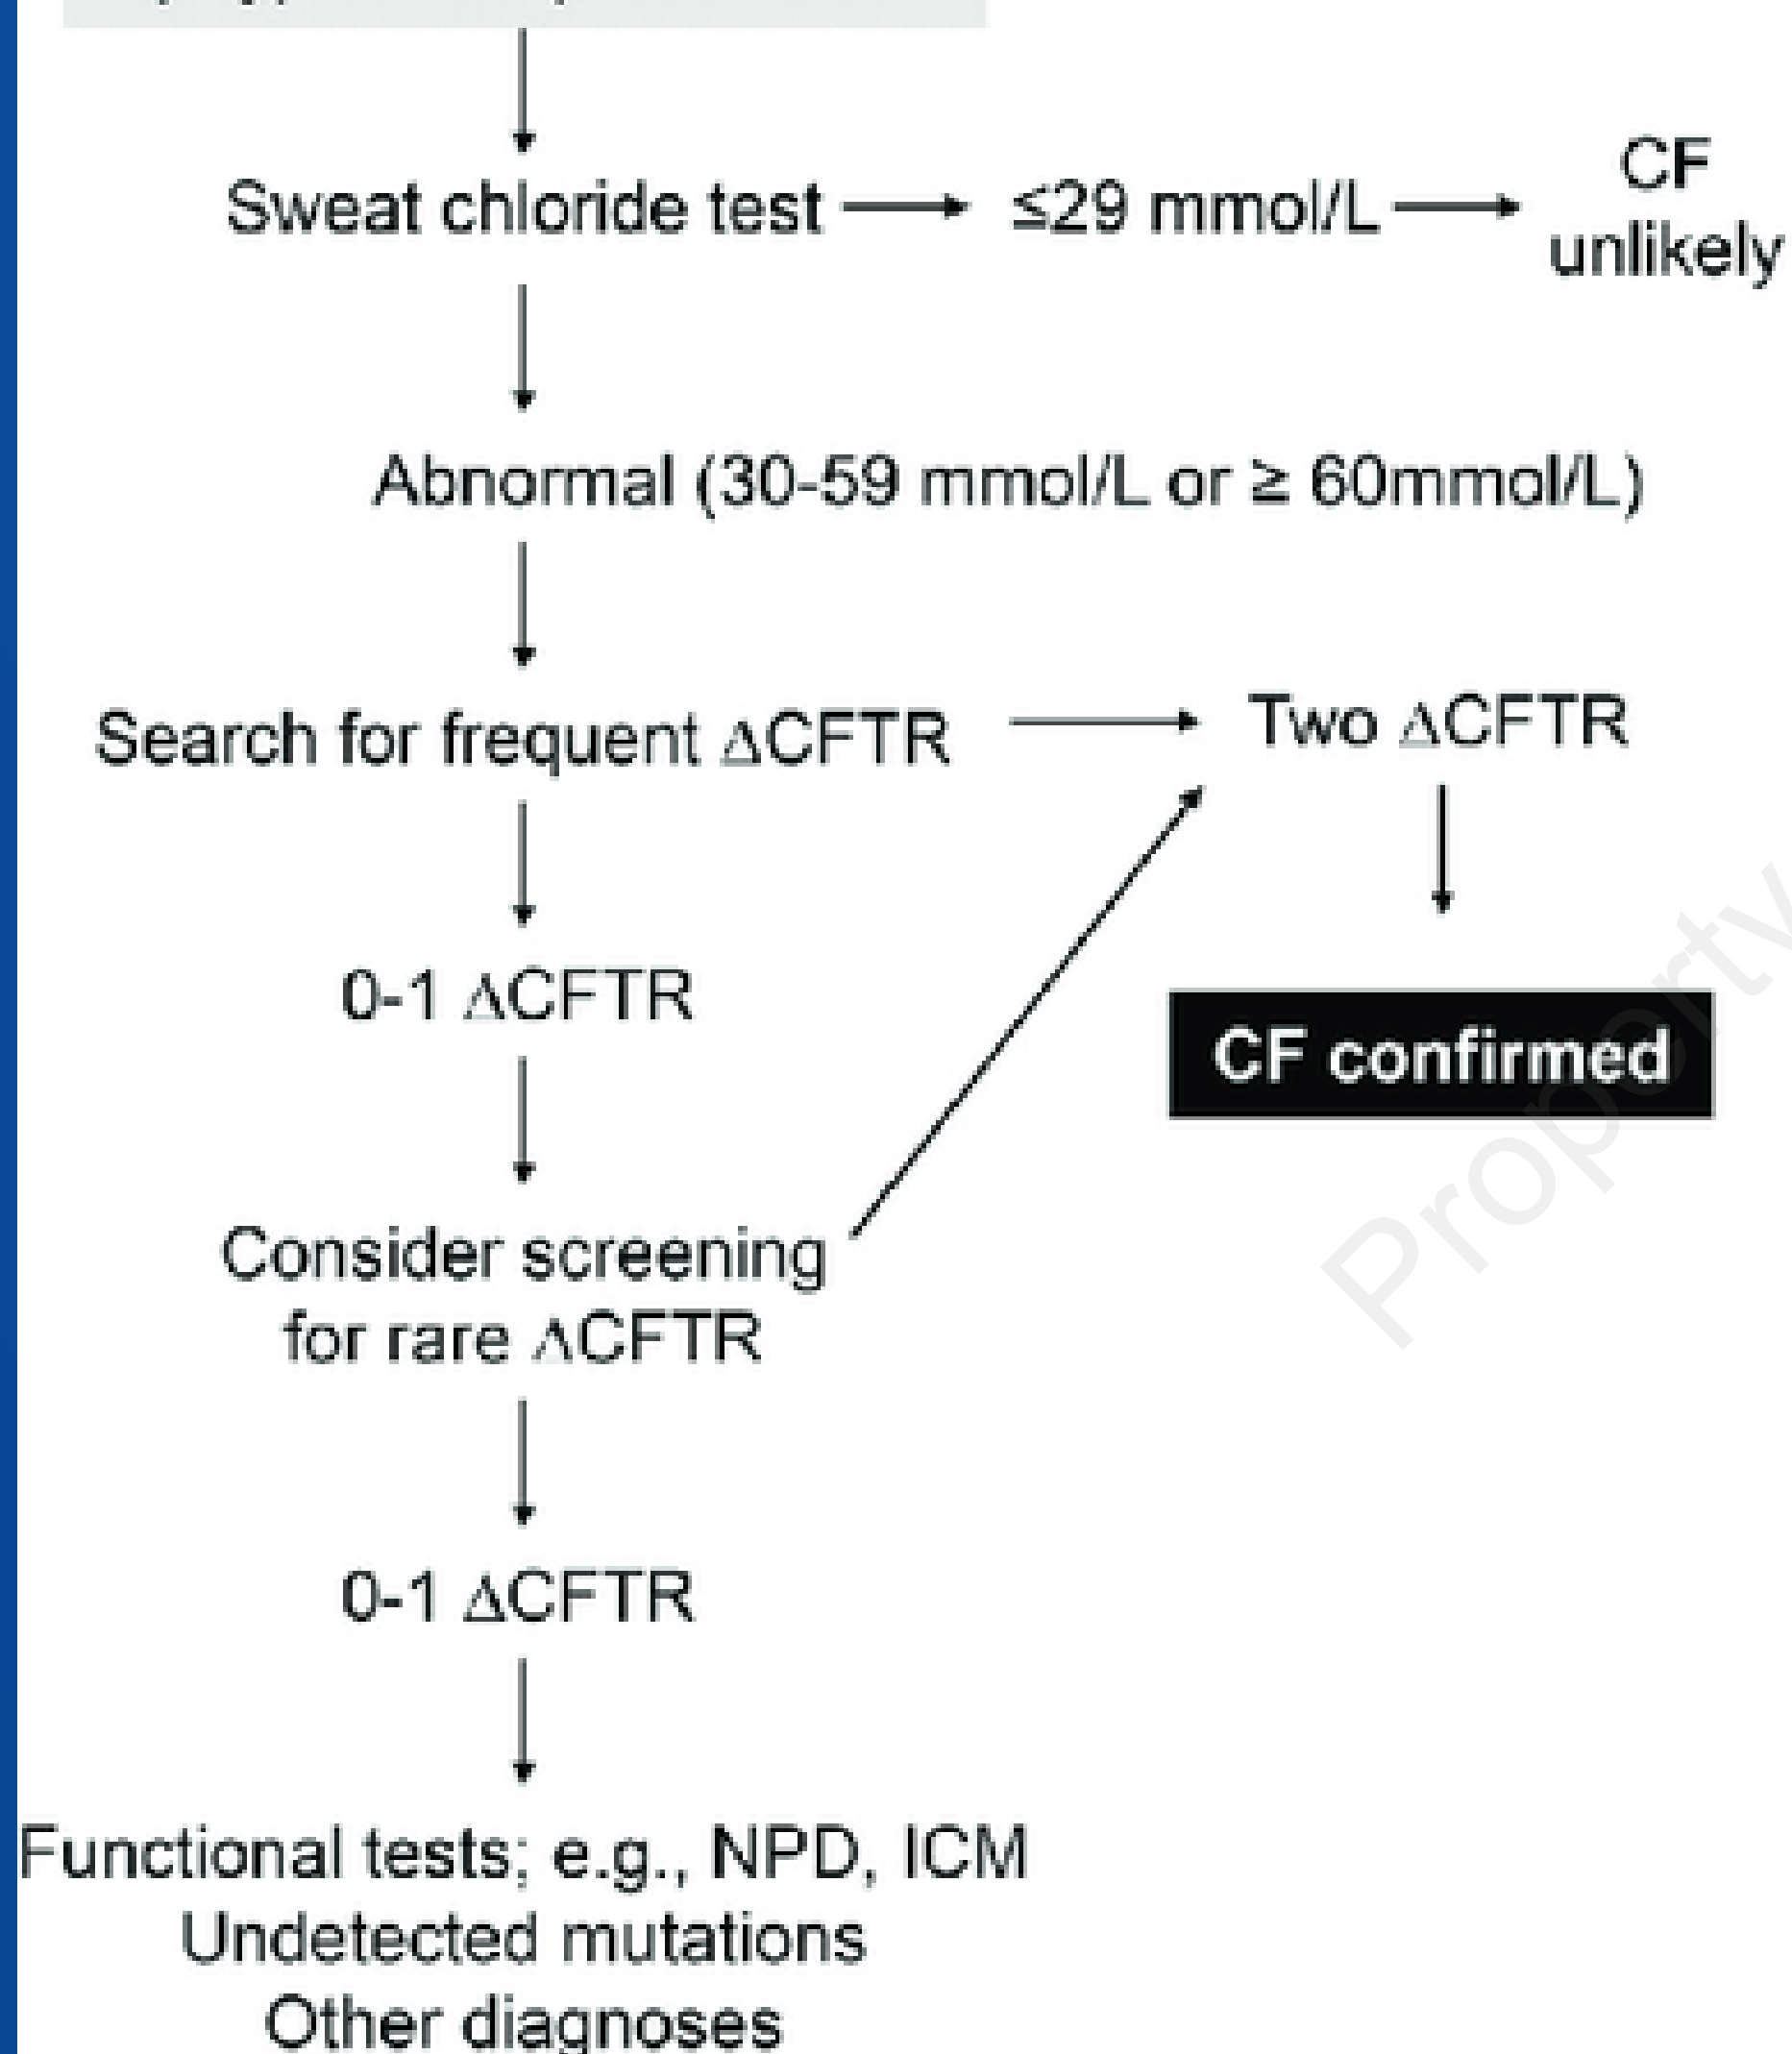 Sweat chloride test
≤29 mmol/L
CF
unlikely
Abnormal (30-59 mmol/L or ≥ 60mmol/L)
Search for frequent ΔCFTR
Two ΔCFTR
0-1 ΔCFTR
CF confirmed
Consider screening
for rare ΔCFTR
0-1 ΔCFTR
Functional tests; e.g., NPD, ICM
Undetected mutations
Other diagnoses
Property